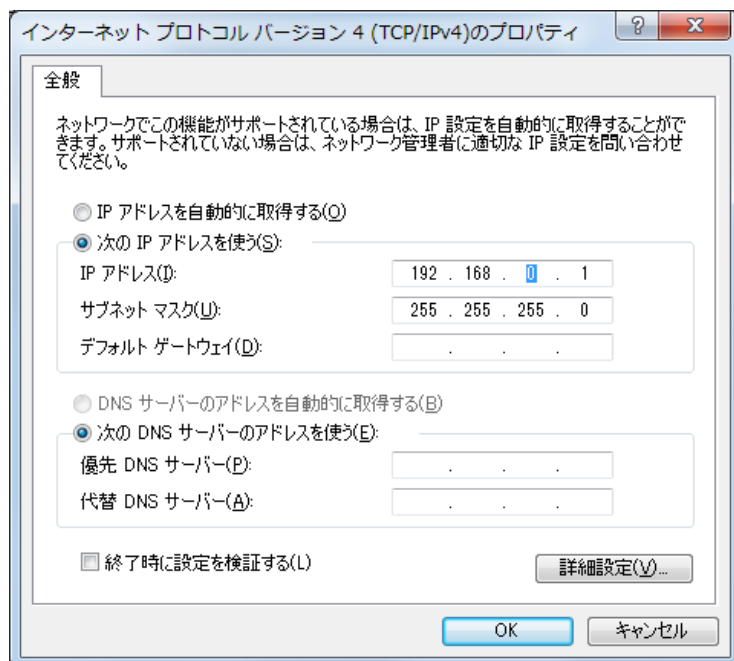 インターネット プロトコル バージョン 4 (TCP/IPv4)のプロパティ
?
全般
ネットワークでこの機能がサポートされている場合は、IP 設定を自動的に取得することがで
きます。サポートされていない場合は、ネットワーク管理者に適切な IP 設定を問い合わせ
てください。
IP アドレスを自動的に取得する(O)
次の IP アドレスを使う(S):
IP アドレス(I): 192 . 168 . 0 . 1
サブネット マスク(U): 255 . 255 . 255 . 0
デフォルト ゲートウェイ(D): . . .
DNS サーバーのアドレスを自動的に取得する(B)
次の DNS サーバーのアドレスを使う(E):
優先 DNS サーバー(P): . . .
代替 DNS サーバー(A): . . .
終了時に設定を検証する(L)
詳細設定(V)...
OK キャンセル